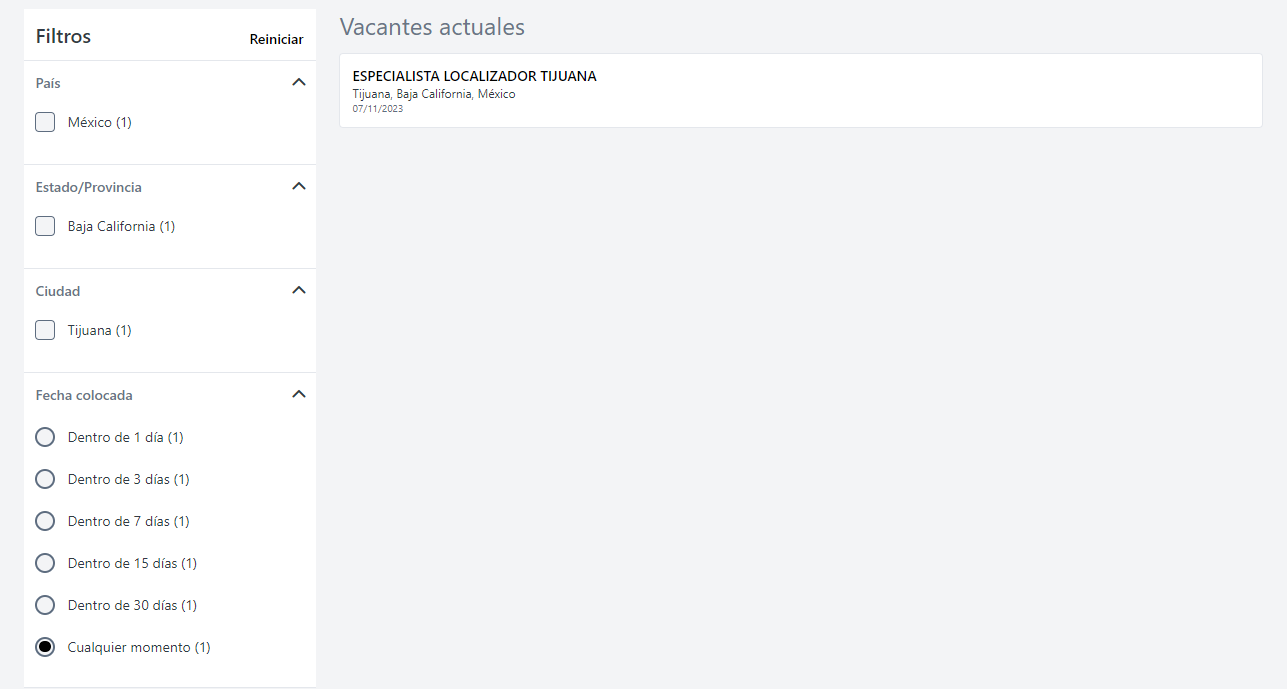 Filtros
Reiniciar
País
México (1)
Estado/Provincia
Baja California (1)
Ciudad
Tijuana (1)
Fecha colocada
Dentro de 1 día (1)
Dentro de 3 días (1)
Dentro de 7 días (1)
Dentro de 15 días (1)
Dentro de 30 días (1)
Cualquier momento (1)
Vacantes actuales
ESPECIALISTA LOCALIZADOR TIJUANA
Tijuana, Baja California, México
07/11/2023